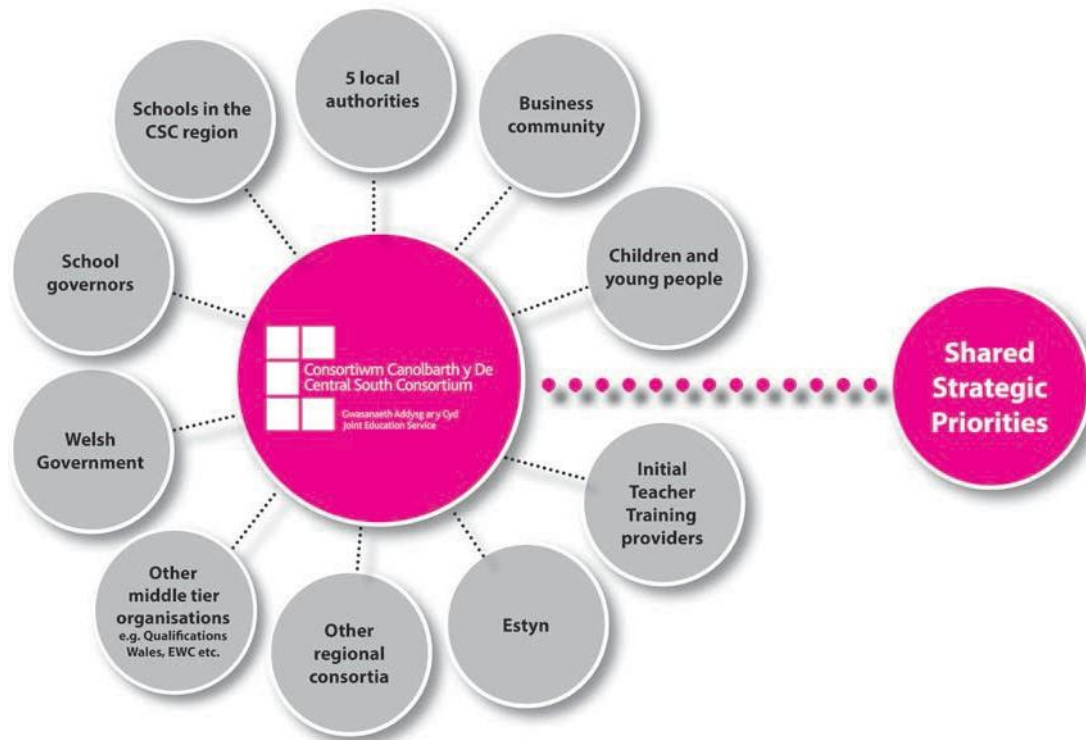 5 local
authorities
Business
community
Children and
young people
Initial
Teacher
Training
providers
Estyn
Other
regional
consortia
Other
middle tier
organisations
e.g. Qualifications
Wales, EWC etc.
Welsh
Government
School
governors
Schools in the
CSC region
Consortiwm Canolbarth y De
Central South Consortium
Gwasanaeth Addysg ar y Cyd
Joint Education Service
Shared
Strategic
Priorities